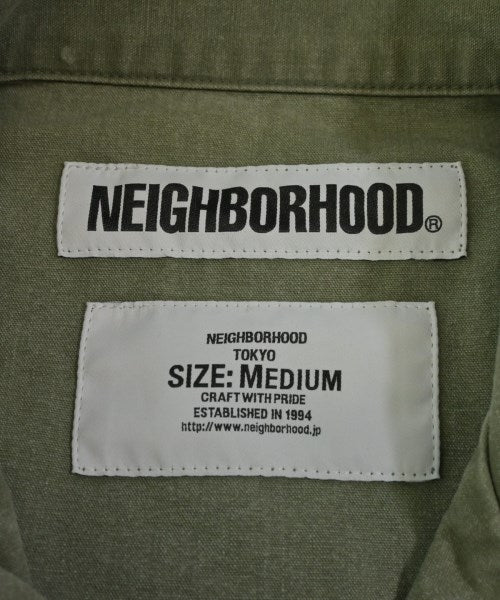 NEIGHBORHOOD®
NEIGHBORHOOD
TOKYO
SIZE: MEDIUM
CRAFT WITH PRIDE
ESTABLISHED IN 1994
http://www.neighborhood.jp